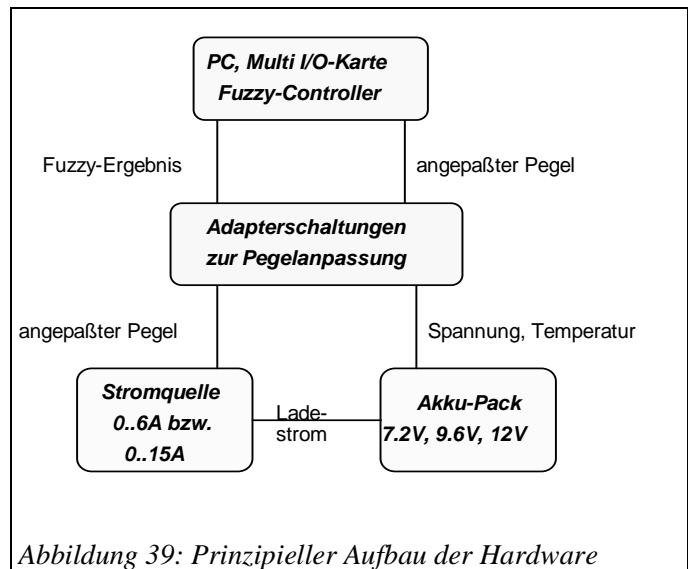 PC, Multi I/O-Karte
Fuzzy-Controller
Fuzzy-Ergebnis
angepaßter Pegel
Adapterschaltungen
zur Pegelanpassung
angepaßter Pegel
Spannung, Temperatur
Stromquelle
0..6A bzw.
0..15A
Lade-
strom
Akku-Pack
7.2V, 9.6V, 12V
Abbildung 39: Prinzipieller Aufbau der Hardware